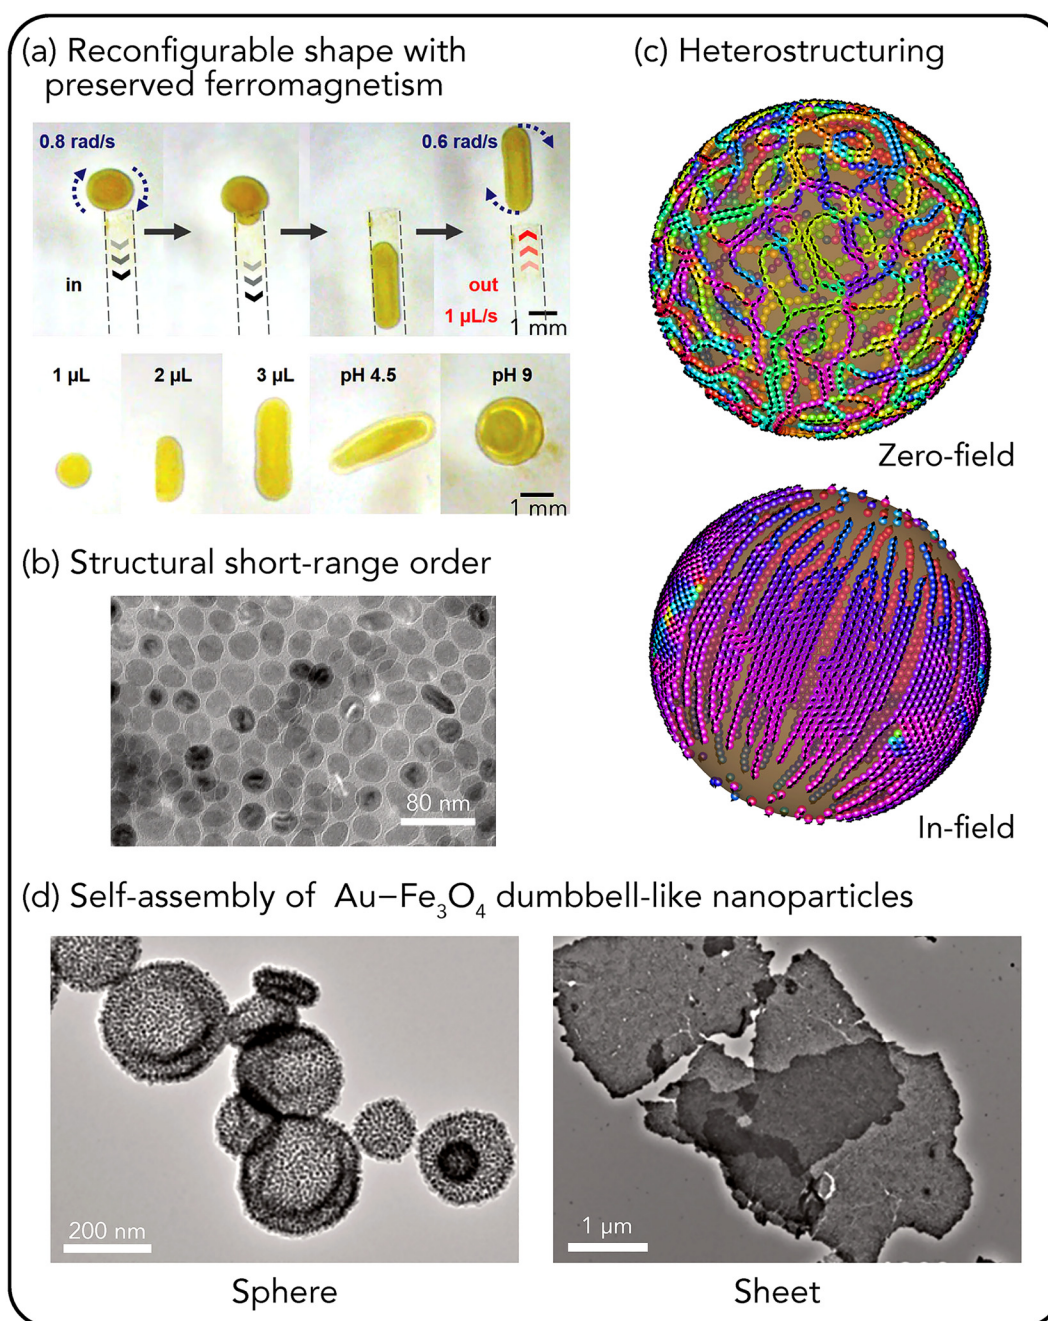 (a) Reconfigurable shape with
preserved ferromagnetism
0.8 rad/s
0.6 rad/s
in
out
1 µL/s
1 mm
1 µL
2 µL
3 µL
pH 4.5
pH 9
1 mm
(b) Structural short-range order
80 nm
(c) Heterostructuring
Zero-field
In-field
(d) Self-assembly of Au−Fe₃O₄ dumbbell-like nanoparticles
200 nm
1 µm
Sphere
Sheet